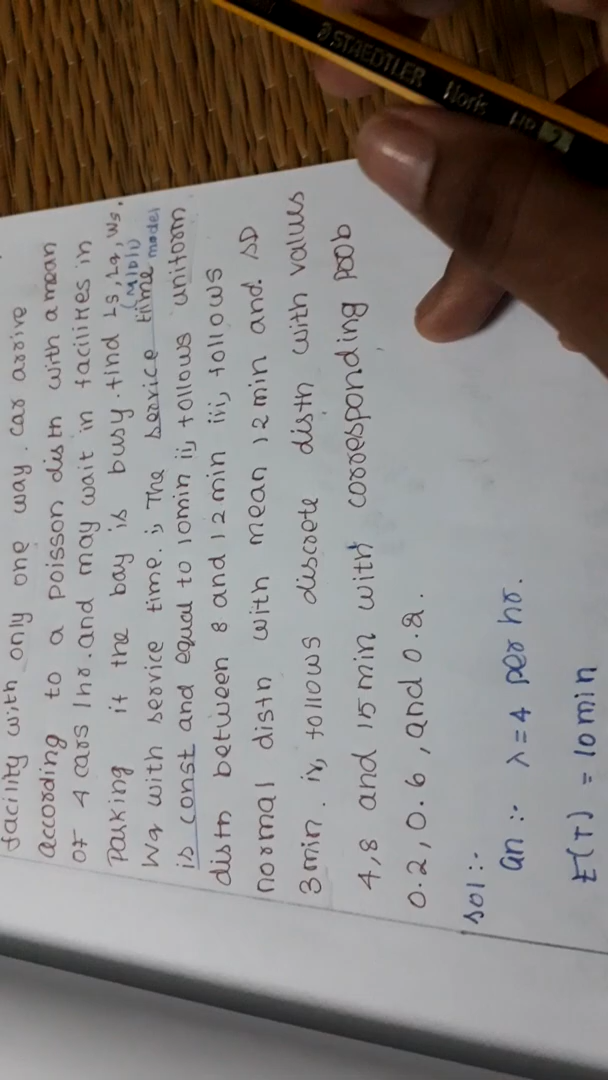 facility with only one way. car arrive
according to a poisson distn with a mean
of 4 cars 1hr. and may wait in facilities in
parking if the bay is busy. find Ls, Lq, Ws,
Wq with service time. i, The service time (M/D/1) model
is const and equal to 10min ii, follows uniform
distn between 8 and 12 min iii, follows
normal distn with mean 12 min and SD
3min. iv, follows discrete distn with values
4,8 and 15 min with corresponding prob
0.2, 0.6, and 0.2.
sol:-
Gn :- λ=4 per hr.
E(T) = 10min
STAEDTLER Noris